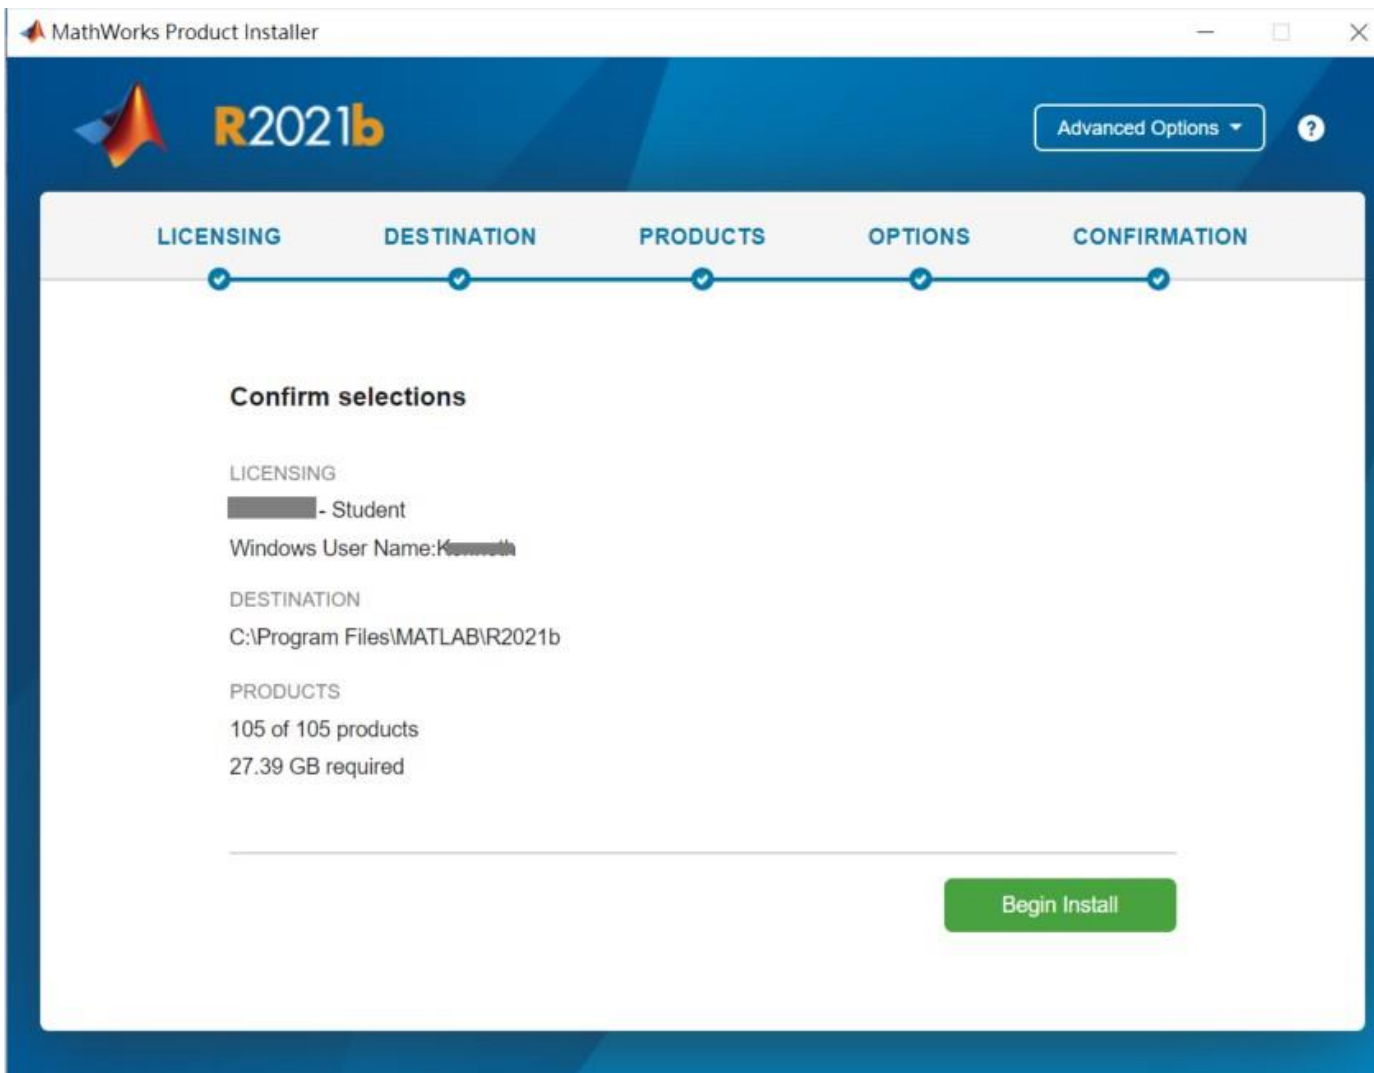 MathWorks Product Installer
R2021b
Advanced Options
?
LICENSING DESTINATION PRODUCTS OPTIONS CONFIRMATION
Confirm selections
LICENSING
- Student
Windows User Name:
DESTINATION
C:\Program Files\MATLAB\R2021b
PRODUCTS
105 of 105 products
27.39 GB required
Begin Install